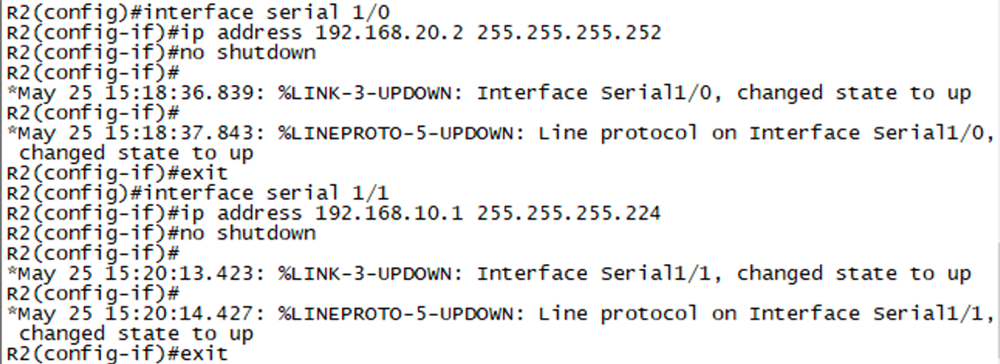 R2(config)#interface serial 1/0
R2(config-if)#ip address 192.168.20.2 255.255.255.252
R2(config-if)#no shutdown
R2(config-if)#
*May 25 15:18:36.839: %LINK-3-UPDOWN: Interface Serial1/0, changed state to up
R2(config-if)#
*May 25 15:18:37.843: %LINEPROTO-5-UPDOWN: Line protocol on Interface Serial1/0,
 changed state to up
R2(config-if)#exit
R2(config)#interface serial 1/1
R2(config-if)#ip address 192.168.10.1 255.255.255.224
R2(config-if)#no shutdown
R2(config-if)#
*May 25 15:20:13.423: %LINK-3-UPDOWN: Interface Serial1/1, changed state to up
R2(config-if)#
*May 25 15:20:14.427: %LINEPROTO-5-UPDOWN: Line protocol on Interface Serial1/1,
 changed state to up
R2(config-if)#exit